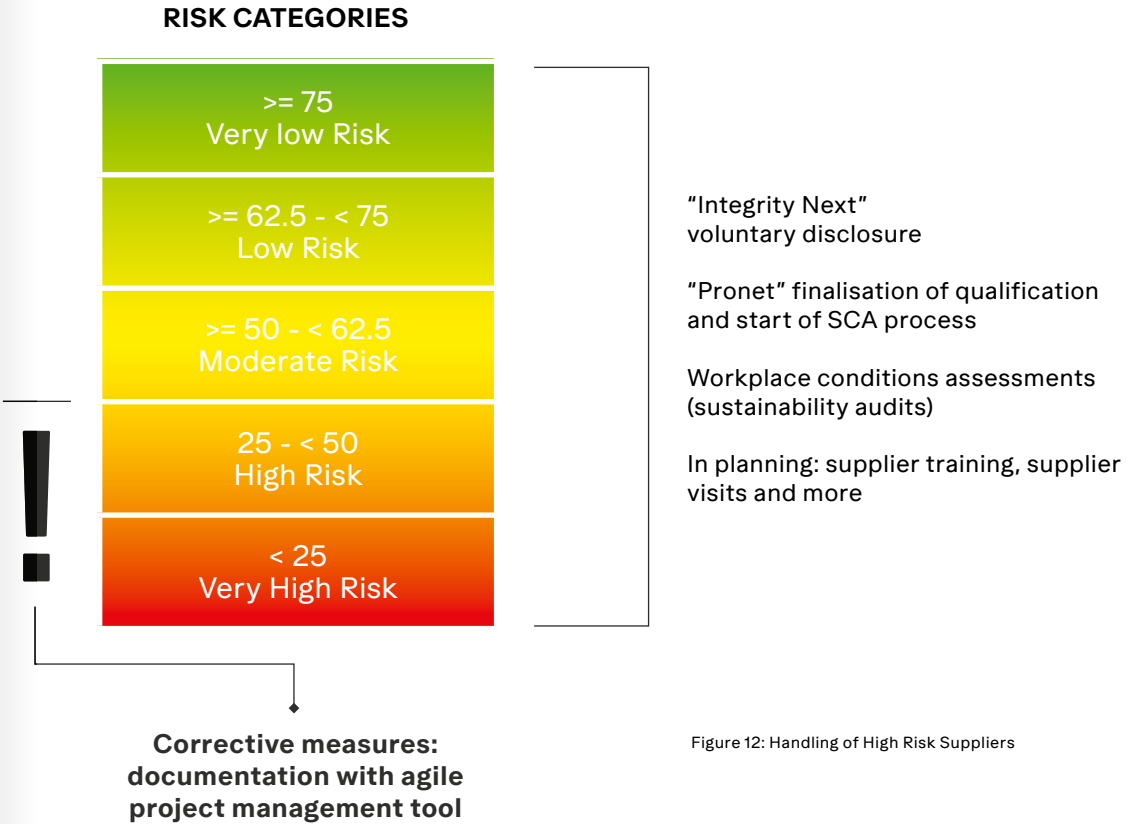 RISK CATEGORIES
>= 75
Very low Risk
>= 62.5 - < 75
Low Risk
>= 50 - < 62.5
Moderate Risk
25 - < 50
High Risk
< 25
Very High Risk
!
“Integrity Next”
voluntary disclosure
“Pronet” finalisation of qualification
and start of SCA process
Workplace conditions assessments
(sustainability audits)
In planning: supplier training, supplier
visits and more
Corrective measures:
documentation with agile
project management tool
Figure 12: Handling of High Risk Suppliers